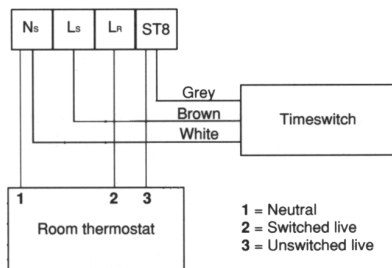 Ns Ls LR ST8
Grey
Brown
White
Timeswitch
1 2 3
Room thermostat
1 = Neutral
2 = Switched live
3 = Unswitched live